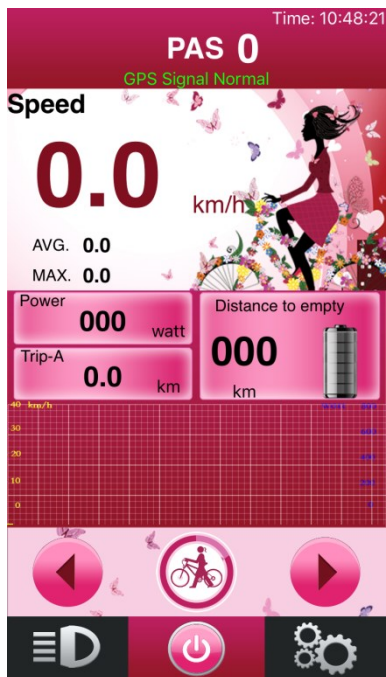 Time: 10:48:21
PAS 0
GPS Signal Normal
Speed
0.0 km/h
AVG. 0.0
MAX. 0.0
Power
000 watt
Trip-A
0.0 km
Distance to empty
000
km
40 km/h
30
20
10
0